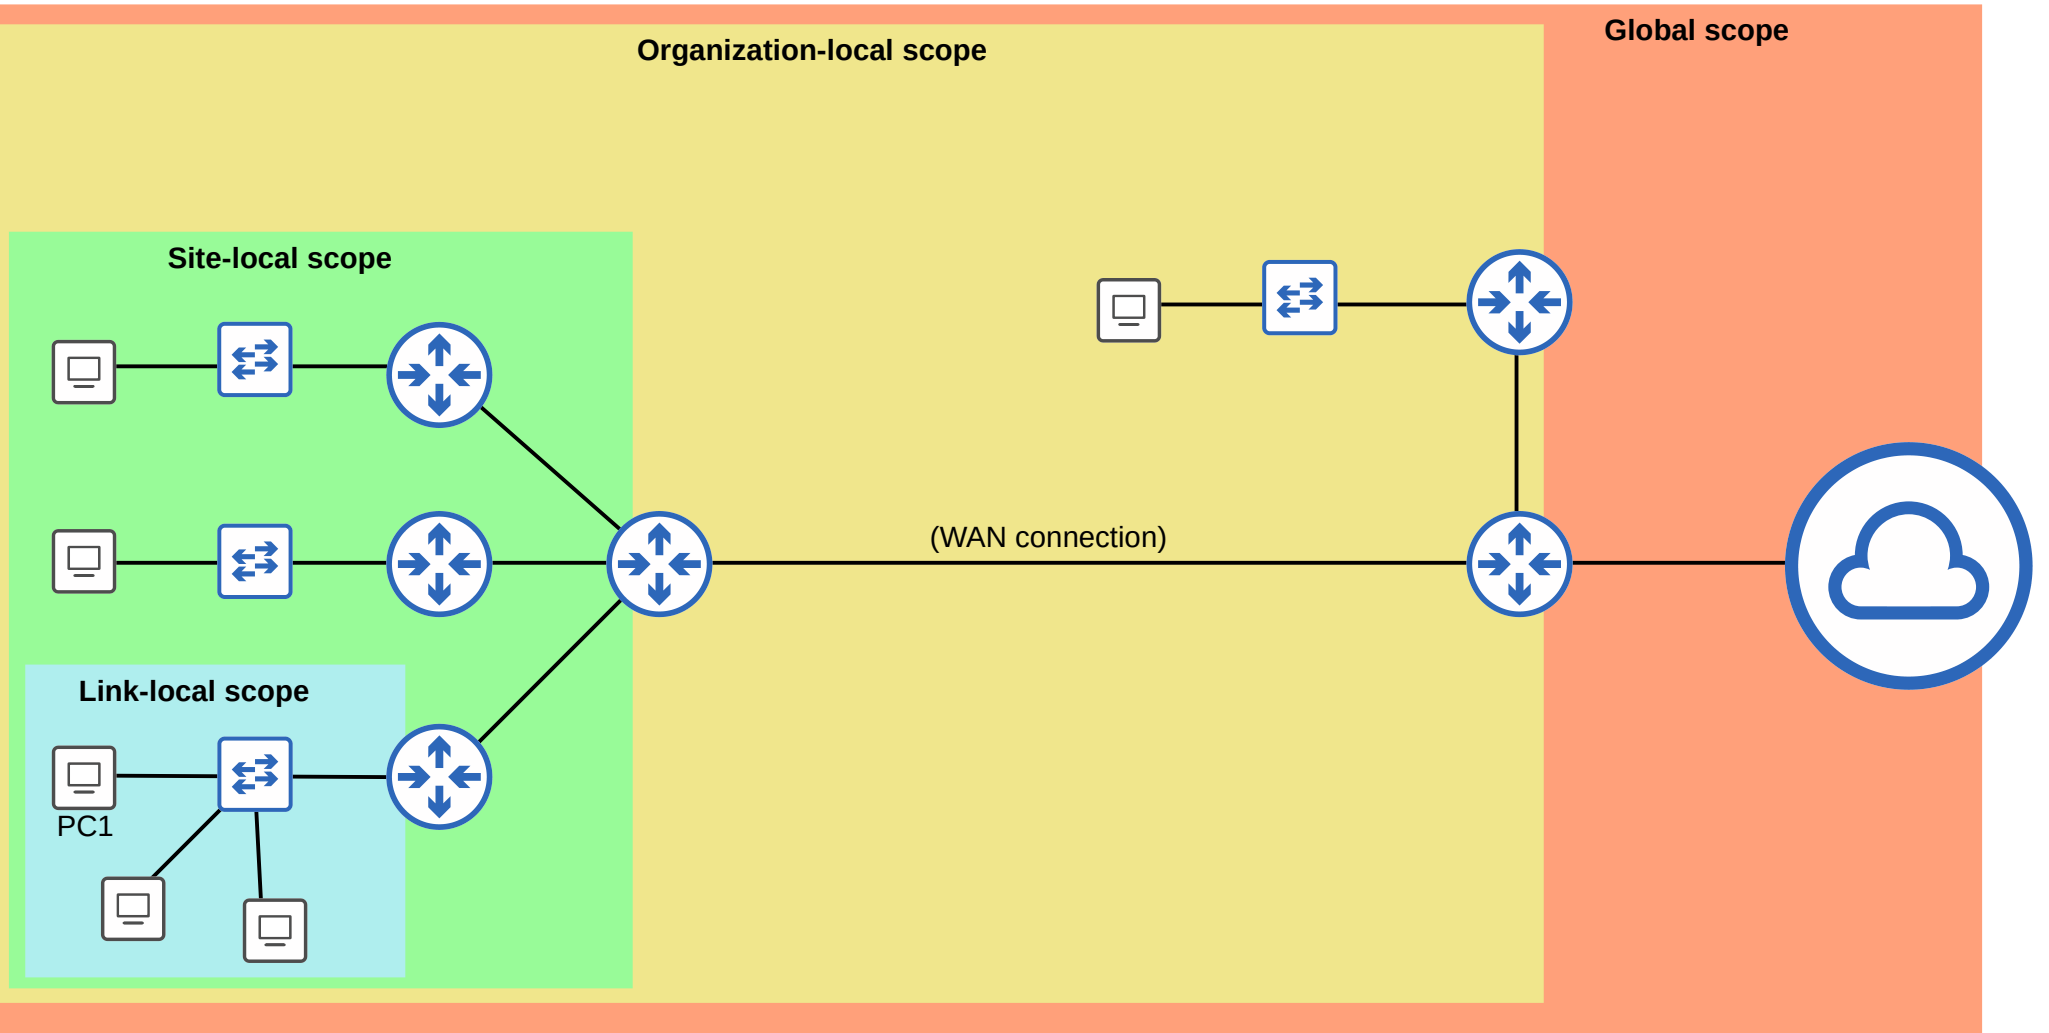 Global scope
Organization-local scope
Site-local scope
(WAN connection)
Link-local scope
PC1